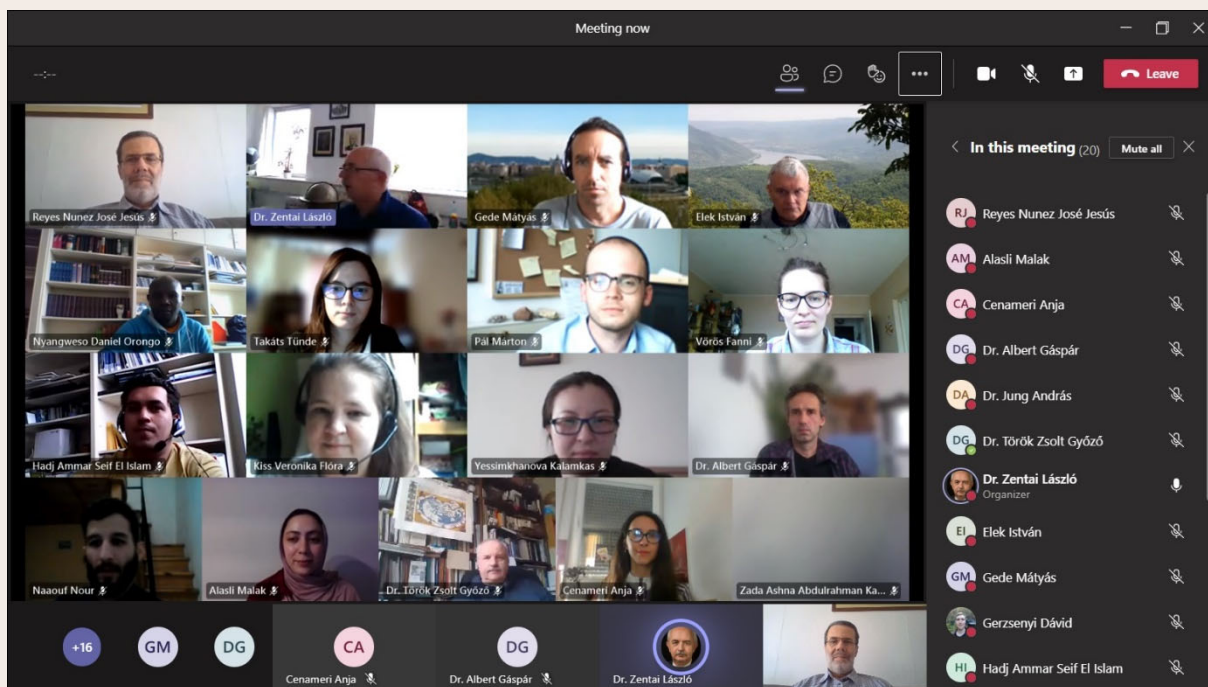 Meeting now
--:--
Leave
In this meeting (20)
Mute all
Reyes Nunez José Jesús
Dr. Zentai László
Gede Mátyás
Elek István
Nyangweso Daniel Orongo
Takáts Tünde
Pál Márton
Vörös Fanni
Hadj Ammar Seif El Islam
Kiss Veronika Flóra
Yessimkhanova Kalamkas
Dr. Albert Gáspár
Naaouf Nour
Alasli Malak
Dr. Török Zsolt Győző
Cenameri Anja
Zada Ashna Abdulrahman Ka...
+16
GM
DG
CA
Cenameri Anja
DG
Dr. Albert Gáspár
Dr. Zentai László
RJ
Reyes Nunez José Jesús
AM
Alasli Malak
CA
Cenameri Anja
DG
Dr. Albert Gáspár
DA
Dr. Jung András
DG
Dr. Török Zsolt Győző
Dr. Zentai László
Organizer
EI
Elek István
GM
Gede Mátyás
Gerzsenyi Dávid
HI
Hadj Ammar Seif El Islam